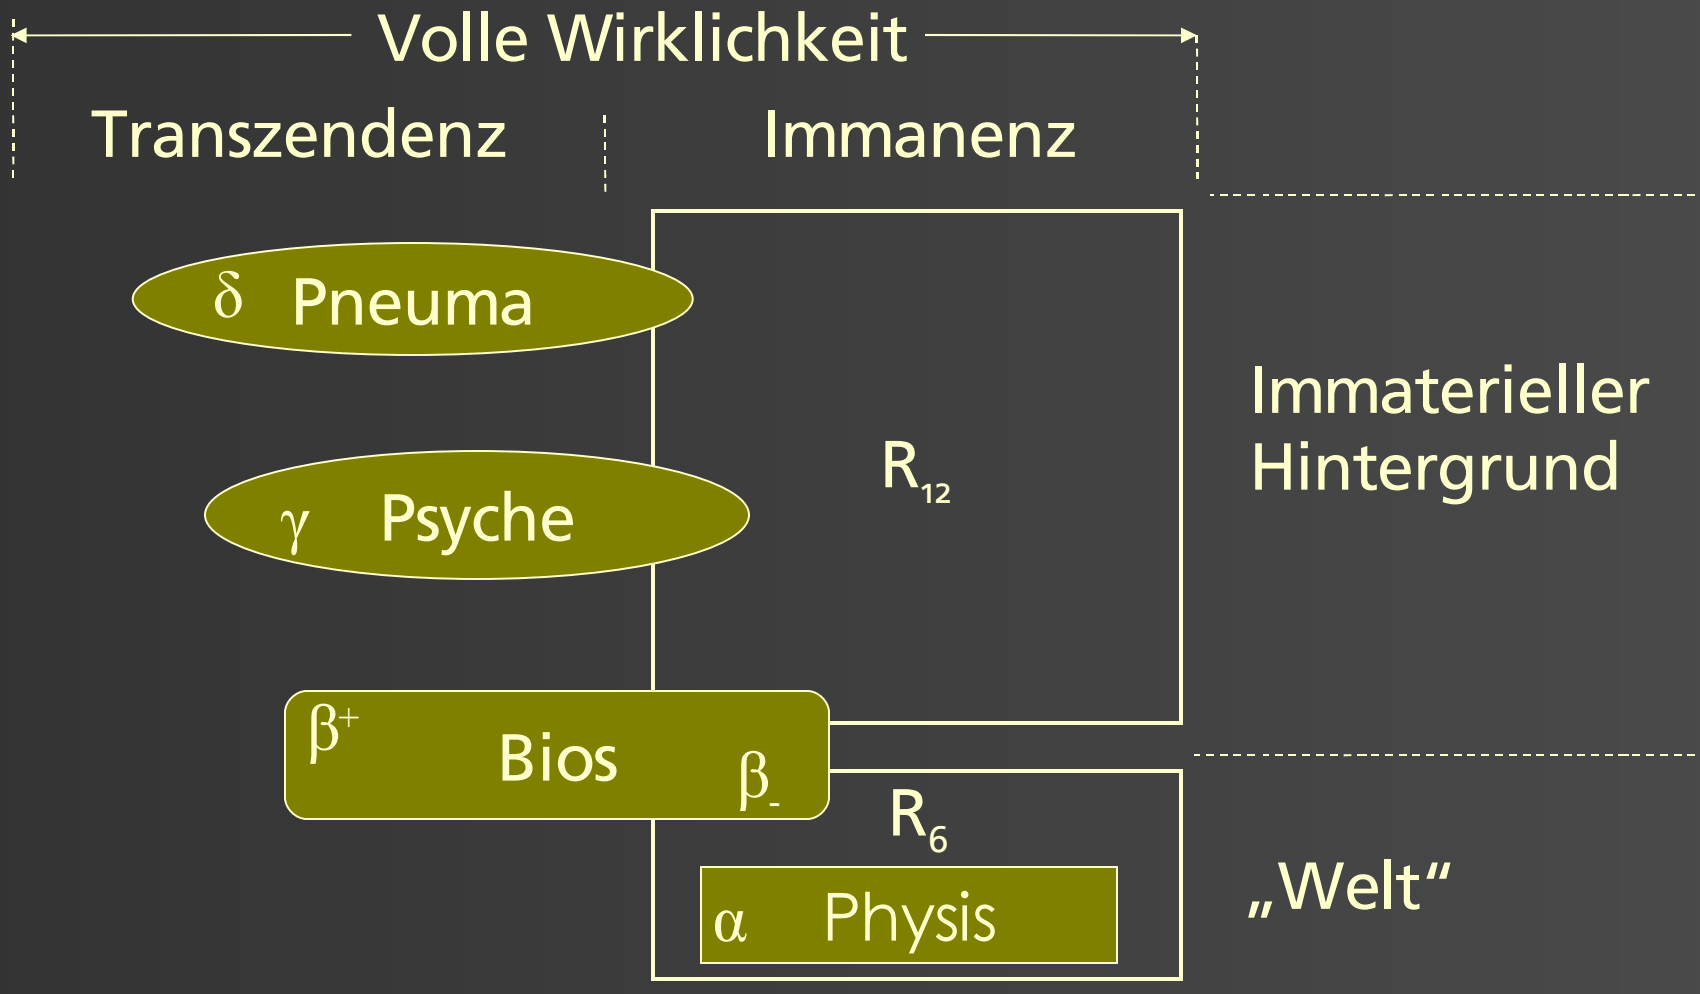 Volle Wirklichkeit
Transzendenz Immanenz
δ Pneuma
Immaterieller
Hintergrund
R₁₂
γ Psyche
β⁺ Bios β₋
R₆
α Physis
„Welt“